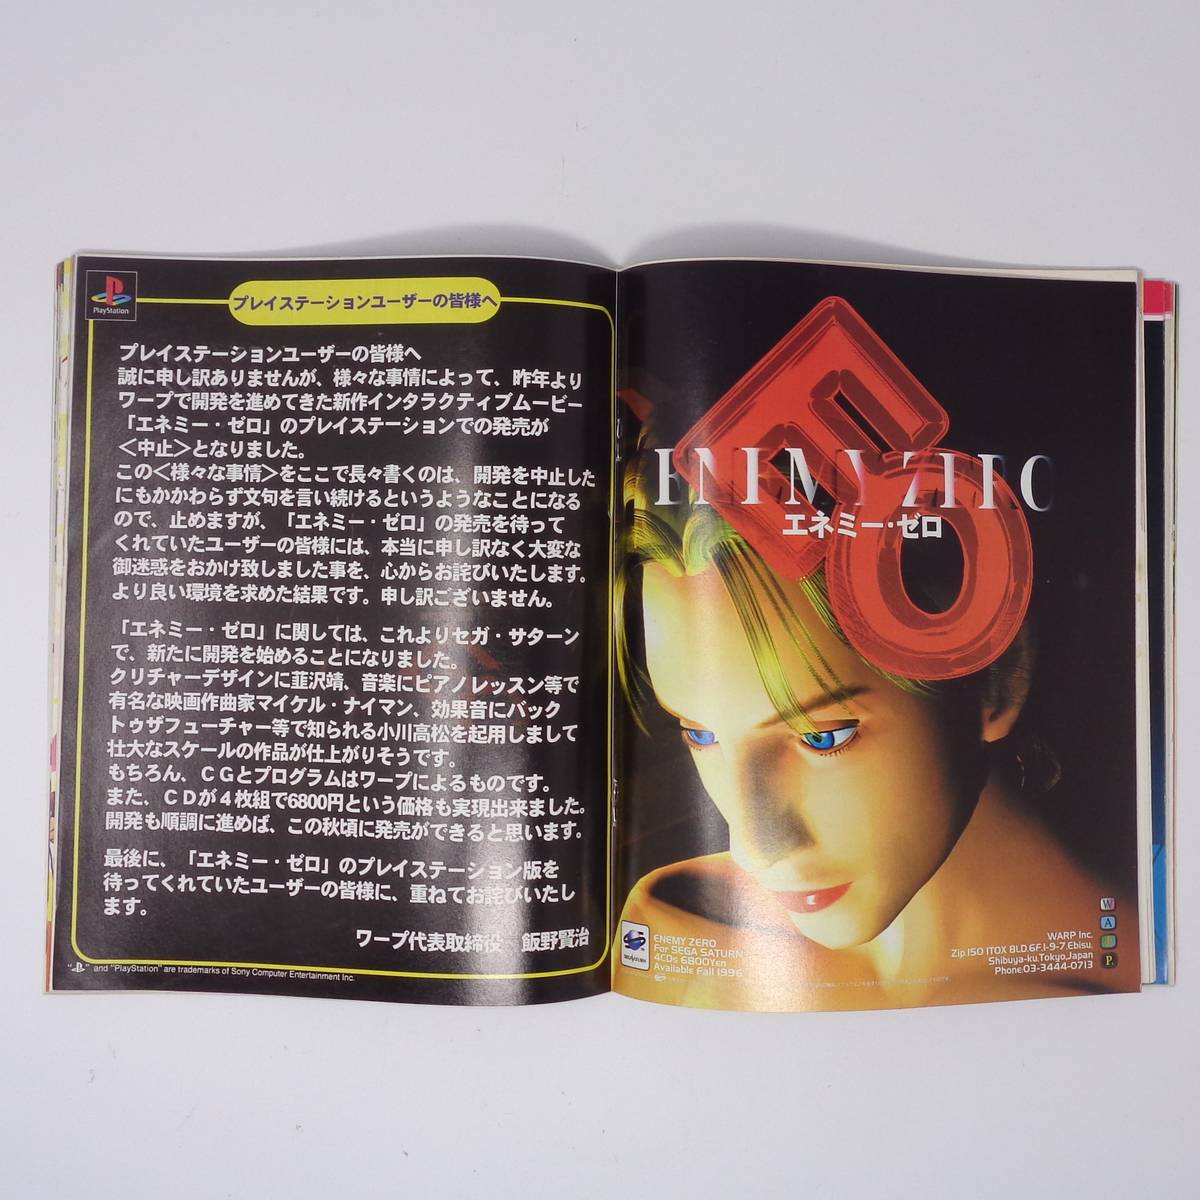 PlayStation
プレイステーションユーザーの皆様へ
プレイステーションユーザーの皆様へ
誠に申し訳ありませんが、様々な事情によって、昨年より
ワープで開発を進めてきた新作インタラクティブムービー
「エネミー・ゼロ」のプレイステーションでの発売が
＜中止＞となりました。
この＜様々な事情＞をここで長々書くのは、開発を中止した
にもかかわらず文句を言い続けるというようなことになる
ので、止めますが、「エネミー・ゼロ」の発売を待って
くれていたユーザーの皆様には、本当に申し訳なく大変な
御迷惑をおかけ致しました事を、心からお詫びいたします。
より良い環境を求めた結果です。申し訳ございません。
「エネミー・ゼロ」に関しては、これよりセガ・サターン
で、新たに開発を始めることになりました。
クリチャーデザインに韮沢靖、音楽にピアノレッスン等で
有名な映画作曲家マイケル・ナイマン、効果音にバック
トゥザフューチャー等で知られる小川高松を起用しまして
壮大なスケールの作品が仕上がりそうです。
もちろん、ＣＧとプログラムはワープによるものです。
また、ＣＤが４枚組で6800円という価格も実現出来ました。
開発も順調に進めば、この秋頃に発売ができると思います。
最後に、「エネミー・ゼロ」のプレイステーション版を
待ってくれていたユーザーの皆様に、重ねてお詫びいたし
ます。
ワープ代表取締役　飯野賢治
" " and "PlayStation" are trademarks of Sony Computer Entertainment Inc.
EO
ENEMY ZERO
エネミー・ゼロ
SEGA SATURN
ENEMY ZERO
For SEGA SATURN
4CDs 6800Yen
Available Fall 1996
W
A
R
P.
WARP Inc.
Zip.150 ITOX BLD.6F,1-9-7,Ebisu,
Shibuya-ku,Tokyo,Japan
Phone:03-3444-0713